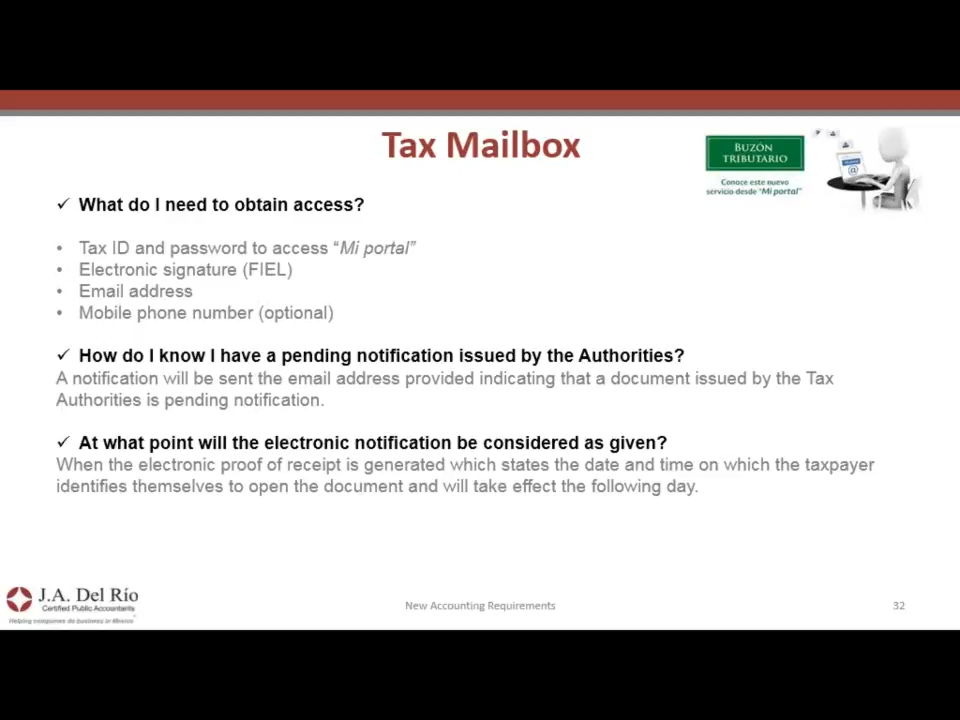 Tax Mailbox
BUZÓN
TRIBUTARIO
Conoce este nuevo
servicio desde "Mi portal"
✓ What do I need to obtain access?
• Tax ID and password to access “Mi portal”
• Electronic signature (FIEL)
• Email address
• Mobile phone number (optional)
✓ How do I know I have a pending notification issued by the Authorities?
A notification will be sent the email address provided indicating that a document issued by the Tax
Authorities is pending notification.
✓ At what point will the electronic notification be considered as given?
When the electronic proof of receipt is generated which states the date and time on which the taxpayer
identifies themselves to open the document and will take effect the following day.
J.A. Del Río
Certified Public Accountants
Helping companies do business in Mexico
New Accounting Requirements
32